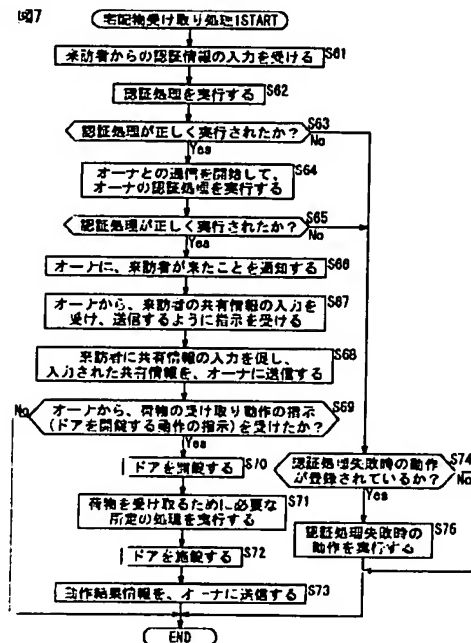 図7
宅配物受け取り処理1START
来訪者からの認証情報の入力を受ける
S61
認証処理を実行する
S62
認証処理が正しく実行されたか?
S63
No
Yes
オーナとの通信を開始して、
オーナの認証処理を実行する
S64
認証処理が正しく実行されたか?
S65
No
Yes
オーナに、来訪者が来たことを通知する
S66
オーナから、来訪者の共有情報の入力を
受け、送信するように指示を受ける
S67
来訪者に共有情報の入力を促し、
入力された共有情報を、オーナに送信する
S68
オーナから、荷物の受け取り動作の指示
(ドアを開錠する動作の指示)を受けたか?
S69
No
Yes
ドアを開錠する
S70
荷物を受け取るために必要な
所定の処理を実行する
S71
ドアを施錠する
S72
動作結果情報を、オーナに送信する
S73
認証処理失敗時の動作
が登録されているか?
S74
No
Yes
認証処理失敗時の
動作を実行する
S76
END